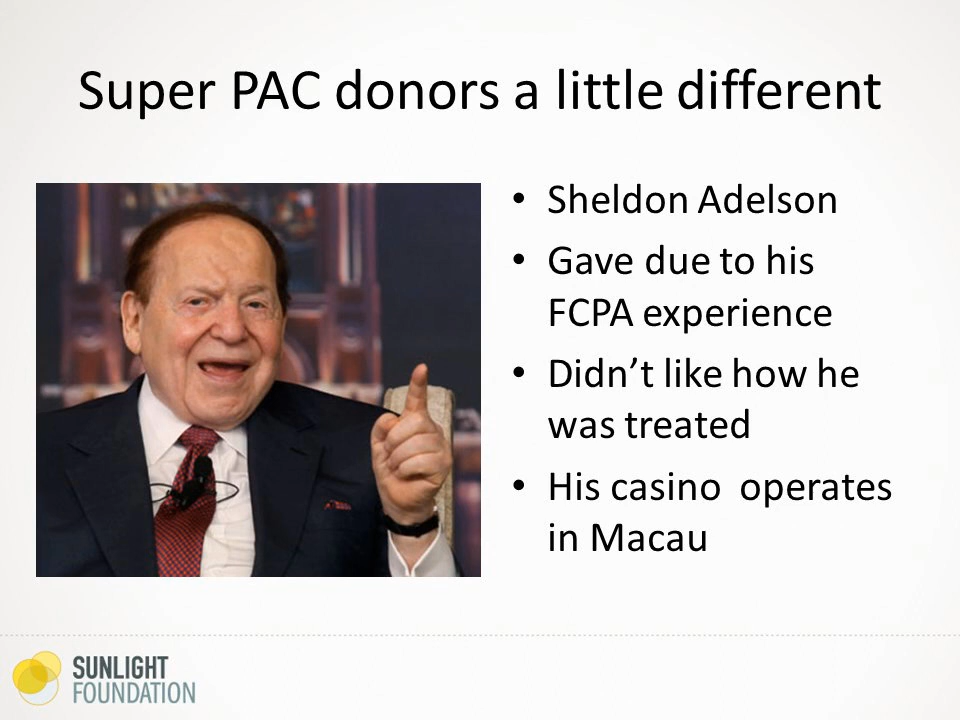 Super PAC donors a little different
• Sheldon Adelson
• Gave due to his
FCPA experience
• Didn’t like how he
was treated
• His casino operates
in Macau
SUNLIGHT
FOUNDATION